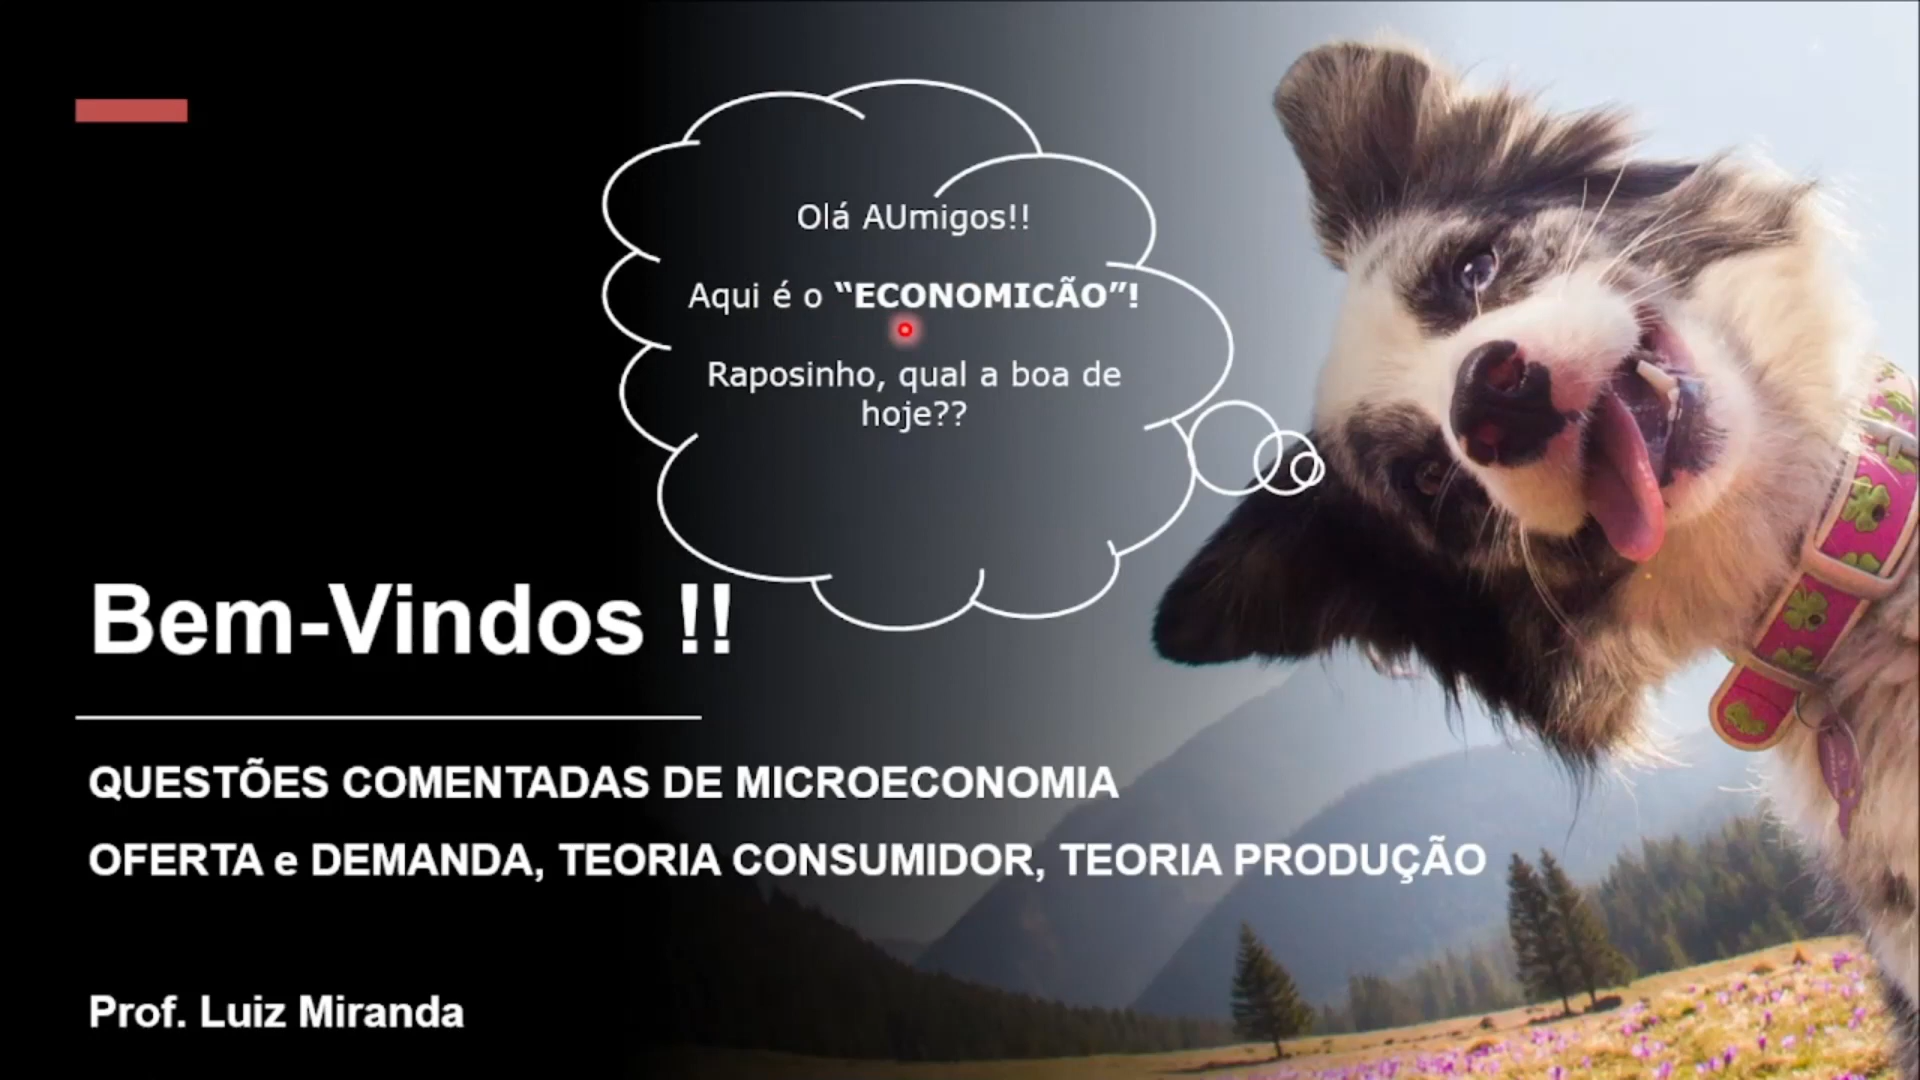 Olá AUmigos!!
Aqui é o “ECONOMICÃO”!
Raposinho, qual a boa de
hoje??
Bem-Vindos !!
QUESTÕES COMENTADAS DE MICROECONOMIA
OFERTA e DEMANDA, TEORIA CONSUMIDOR, TEORIA PRODUÇÃO
Prof. Luiz Miranda